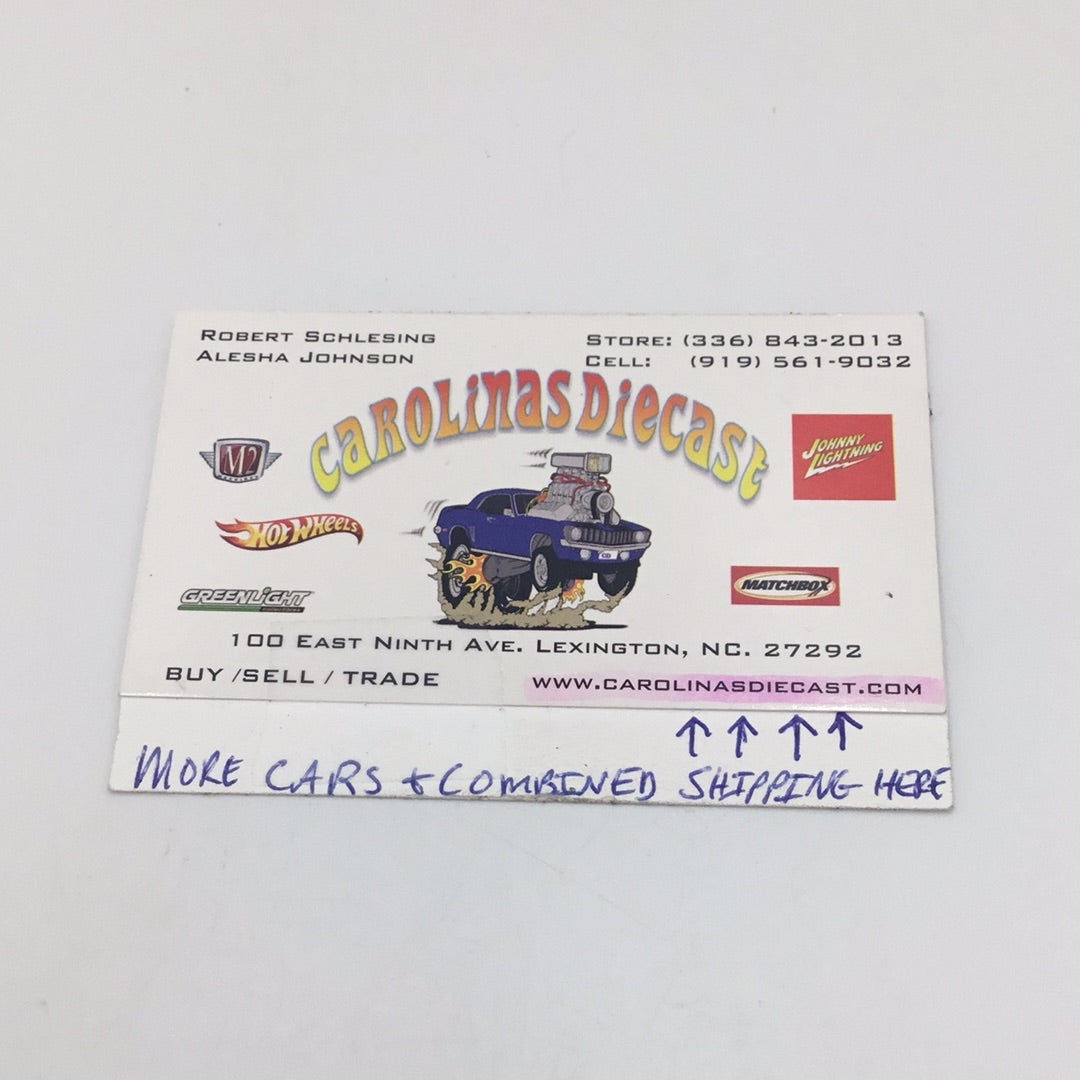 Robert Schlesing
Alesha Johnson
Store: (336) 843-2013
Cell: (919) 561-9032
Carolinas Diecast
M2
Johnny Lightning
Hot Wheels
GreenLight
Matchbox
CD
100 East Ninth Ave. Lexington, NC. 27292
BUY /SELL / TRADE
www.carolinasdiecast.com
↑ ↑ ↑ ↑
MORE CARS & COMBINED SHIPPING HERE